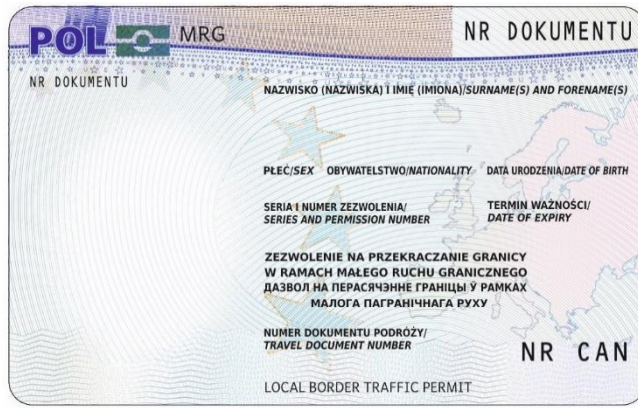 POL MRG NR DOKUMENTU
NR DOKUMENTU
NAZWISKO (NAZWISKA) I IMIĘ (IMIONA)/SURNAME(S) AND FORENAME(S)
PŁEĆ/SEX OBYWATELSTWO/NATIONALITY DATA URODZENIA/DATE OF BIRTH
SERIA I NUMER ZEZWOLENIA/
SERIES AND PERMISSION NUMBER
TERMIN WAŻNOŚCI/
DATE OF EXPIRY
ZEZWOLENIE NA PRZEKRACZANIE GRANICY
W RAMACH MAŁEGO RUCHU GRANICZNEGO
ДАЗВОЛ НА ПЕРАСЯЧЭННЕ ГРАНІЦЫ Ў РАМКАХ
МАЛОГА ПАГРАНІЧНАГА РУХУ
NUMER DOKUMENTU PODRÓŻY/
TRAVEL DOCUMENT NUMBER
NR CAN
LOCAL BORDER TRAFFIC PERMIT